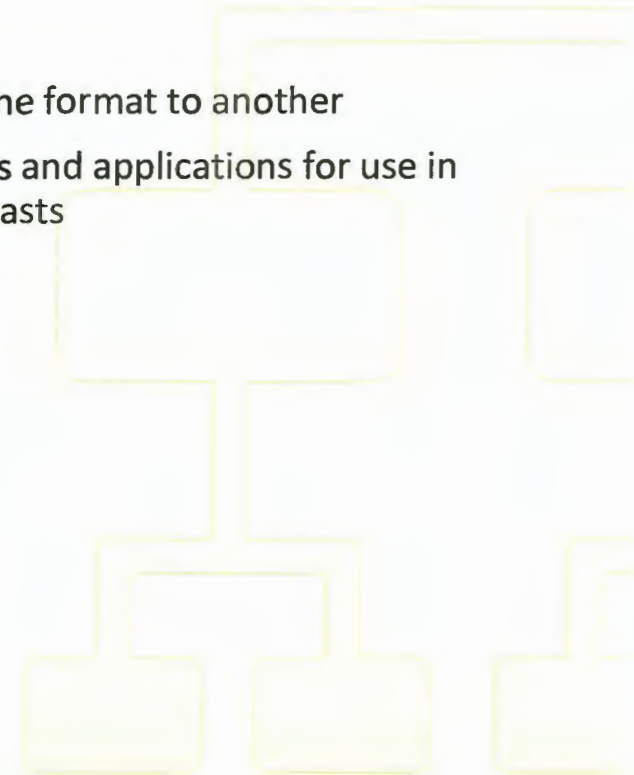 ne format to another
s and applications for use in
asts